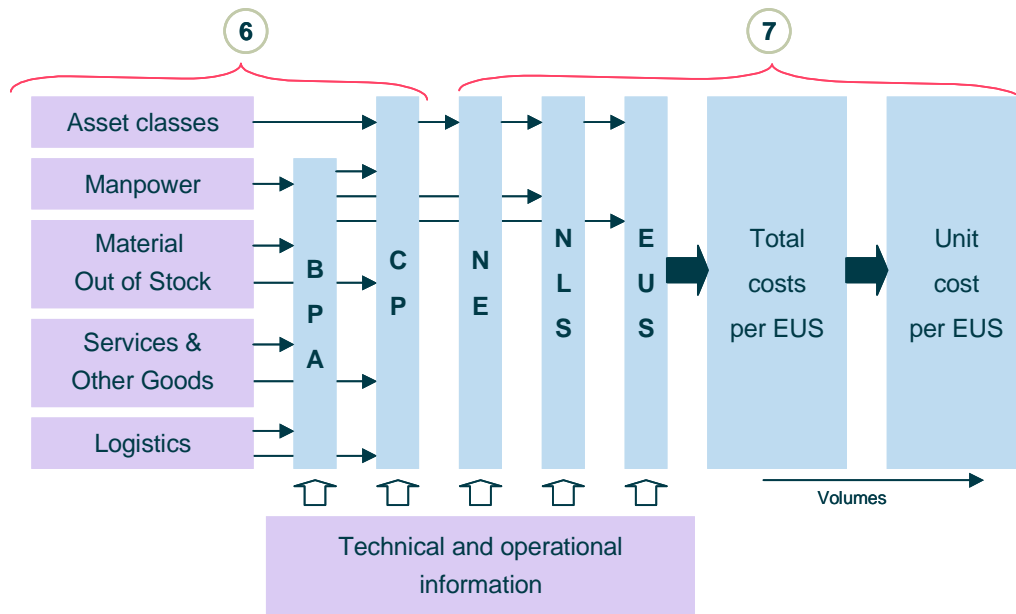 6
7
Asset classes
Manpower
Material
Out of Stock
Services &
Other Goods
Logistics
B
P
A
C
P
N
E
N
L
S
E
U
S
Total
costs
per EUS
Unit
cost
per EUS
Volumes
Technical and operational
information